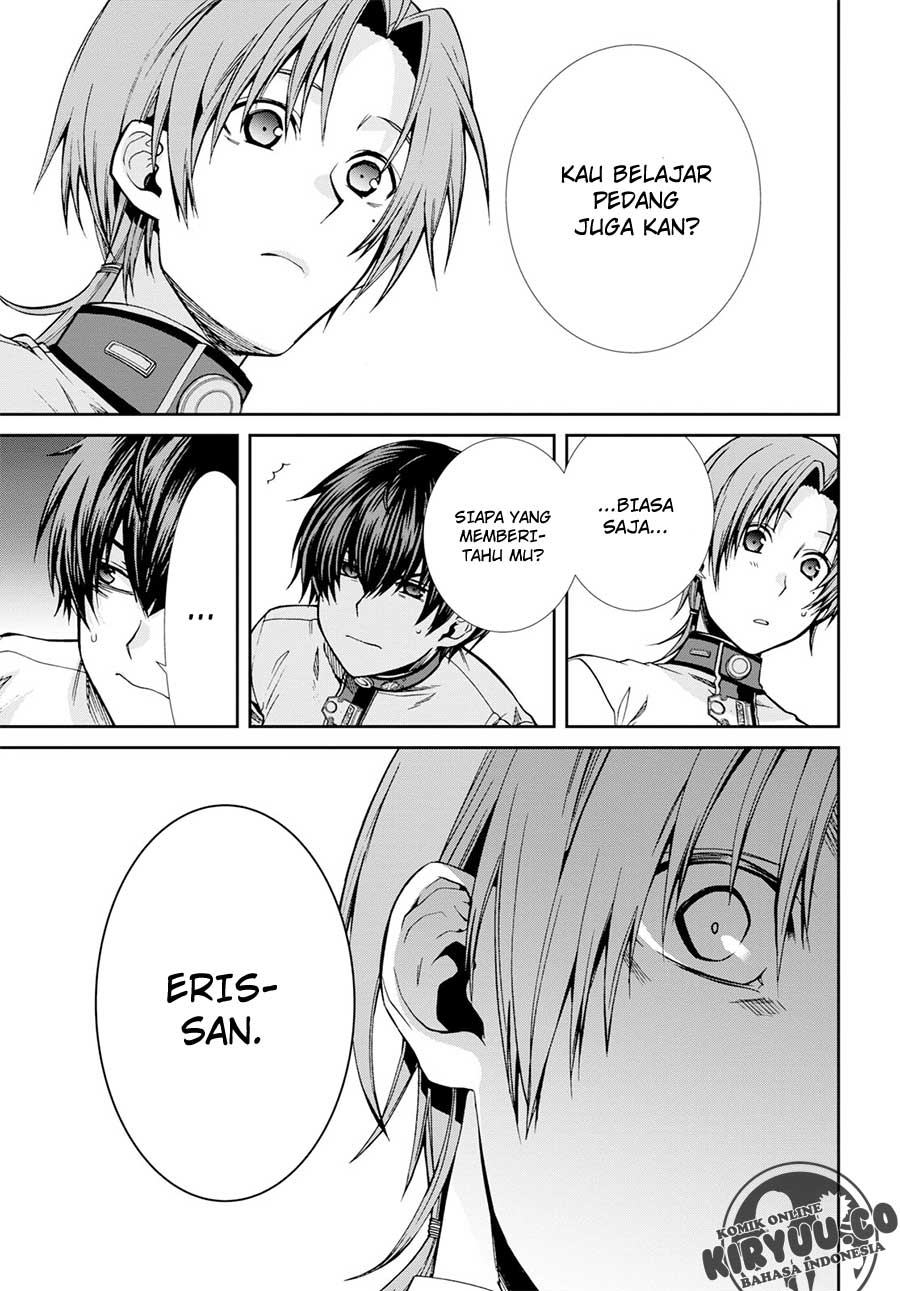 KAU BELAJAR
PEDANG
JUGA KAN?
...BIASA
SAJA...
SIAPA YANG
MEMBERI-
TAHU MU?
...
ERIS-
SAN.
KOMIK ONLINE
KIRYUU.CO
BAHASA INDONESIA